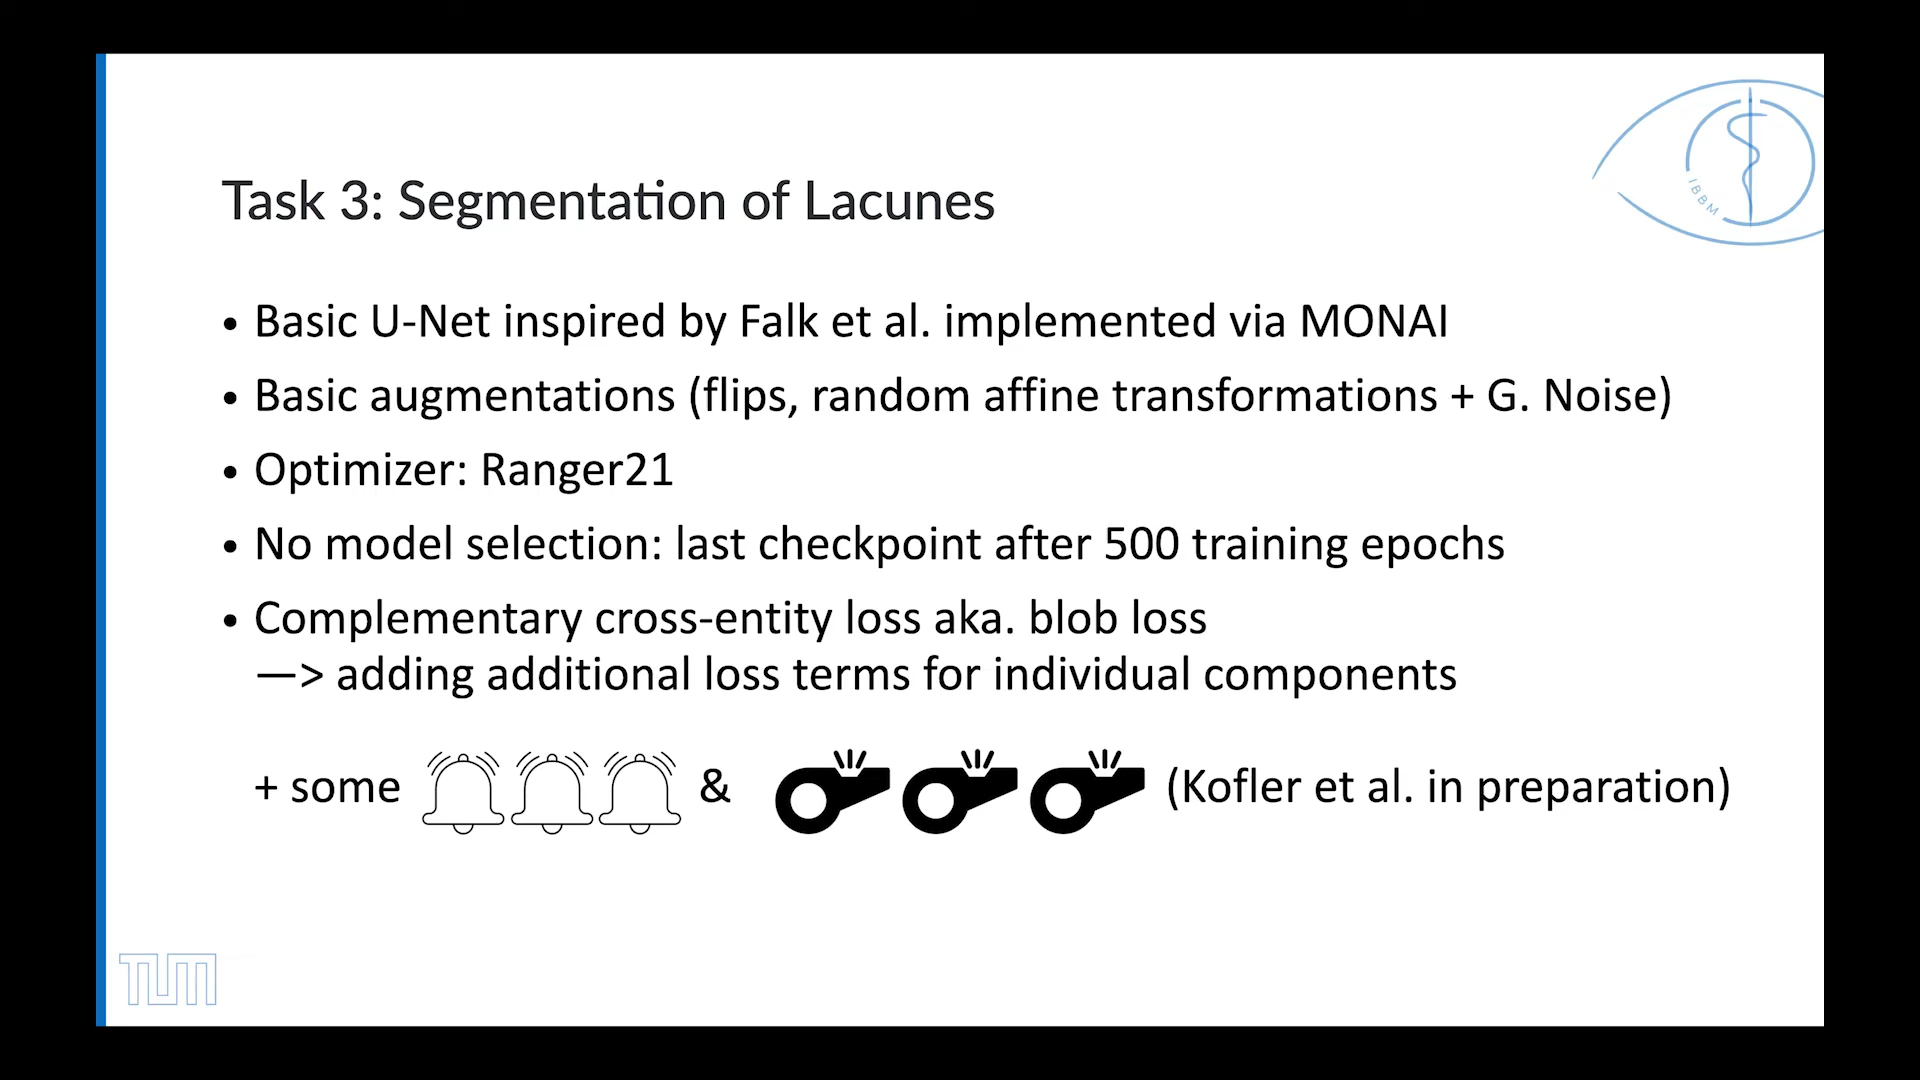 IBBM
Task 3: Segmentation of Lacunes
• Basic U-Net inspired by Falk et al. implemented via MONAI
• Basic augmentations (flips, random affine transformations + G. Noise)
• Optimizer: Ranger21
• No model selection: last checkpoint after 500 training epochs
• Complementary cross-entity loss aka. blob loss
—> adding additional loss terms for individual components
+ some & (Kofler et al. in preparation)
TUM